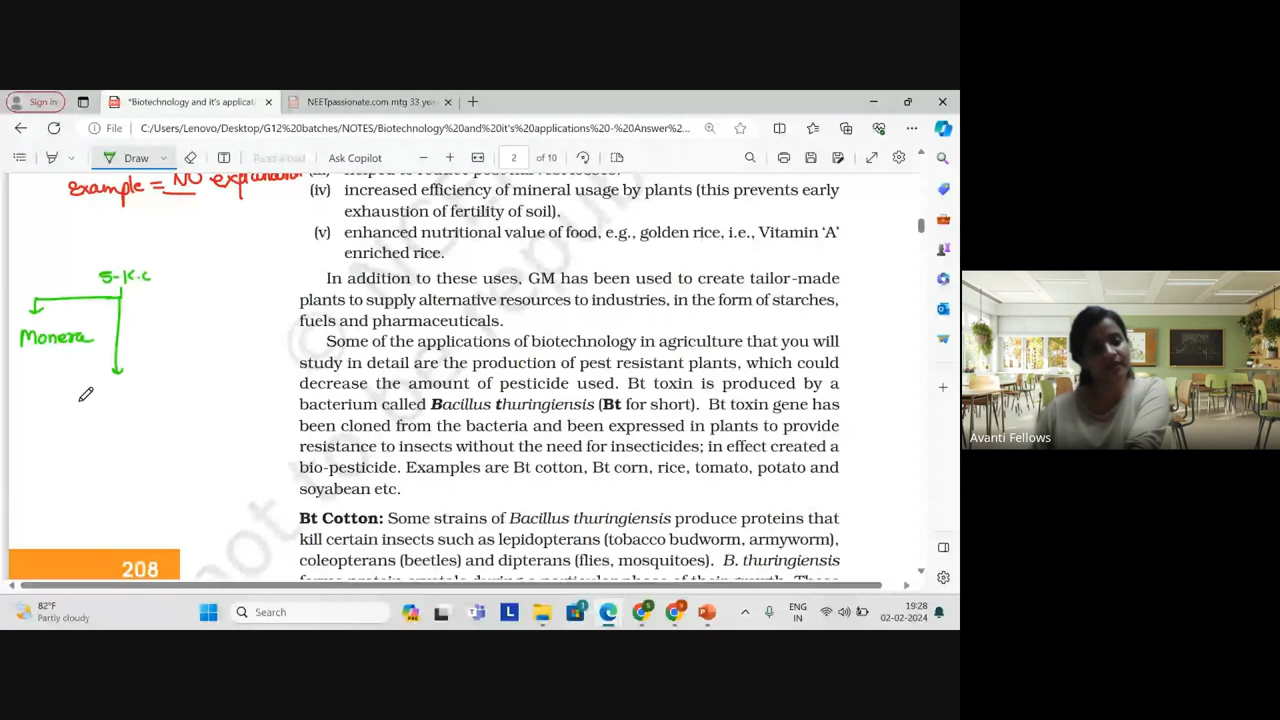 Sign in
*Biotechnology and it's applicati
NEETpassionate.com mtg 33 ye
File
C:/Users/Lenovo/Desktop/G12%20batches/NOTES/Biotechnology%20and%20it's%20applications%20-%20Answer%2...
Draw
Read aloud
Ask Copilot
2
of 10
Example = NO explanation
(iv) increased efficiency of mineral usage by plants (this prevents early
exhaustion of fertility of soil).
(v) enhanced nutritional value of food, e.g., golden rice, i.e., Vitamin 'A'
enriched rice.
5-K.C
Monera
In addition to these uses, GM has been used to create tailor-made
plants to supply alternative resources to industries, in the form of starches,
fuels and pharmaceuticals.
Some of the applications of biotechnology in agriculture that you will
study in detail are the production of pest resistant plants, which could
decrease the amount of pesticide used. Bt toxin is produced by a
bacterium called Bacillus thuringiensis (Bt for short). Bt toxin gene has
been cloned from the bacteria and been expressed in plants to provide
resistance to insects without the need for insecticides; in effect created a
bio-pesticide. Examples are Bt cotton, Bt corn, rice, tomato, potato and
soyabean etc.
Bt Cotton: Some strains of Bacillus thuringiensis produce proteins that
kill certain insects such as lepidopterans (tobacco budworm, armyworm),
coleopterans (beetles) and dipterans (flies, mosquitoes). B. thuringiensis
208
Avanti Fellows
82°F
Partly cloudy
Search
ENG
IN
19:28
02-02-2024